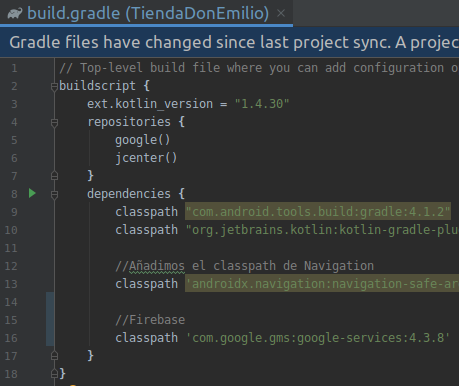 build.gradle (TiendaDonEmilio)
Gradle files have changed since last project sync. A projec
1 // Top-level build file where you can add configuration o
2 buildscript {
3 ext.kotlin_version = "1.4.30"
4 repositories {
5 google()
6 jcenter()
7 }
8 dependencies {
9 classpath "com.android.tools.build:gradle:4.1.2"
10 classpath "org.jetbrains.kotlin:kotlin-gradle-plu
11
12 //Añadimos el classpath de Navigation
13 classpath 'androidx.navigation:navigation-safe-ar
14
15 //Firebase
16 classpath 'com.google.gms:google-services:4.3.8'
17 }
18 }